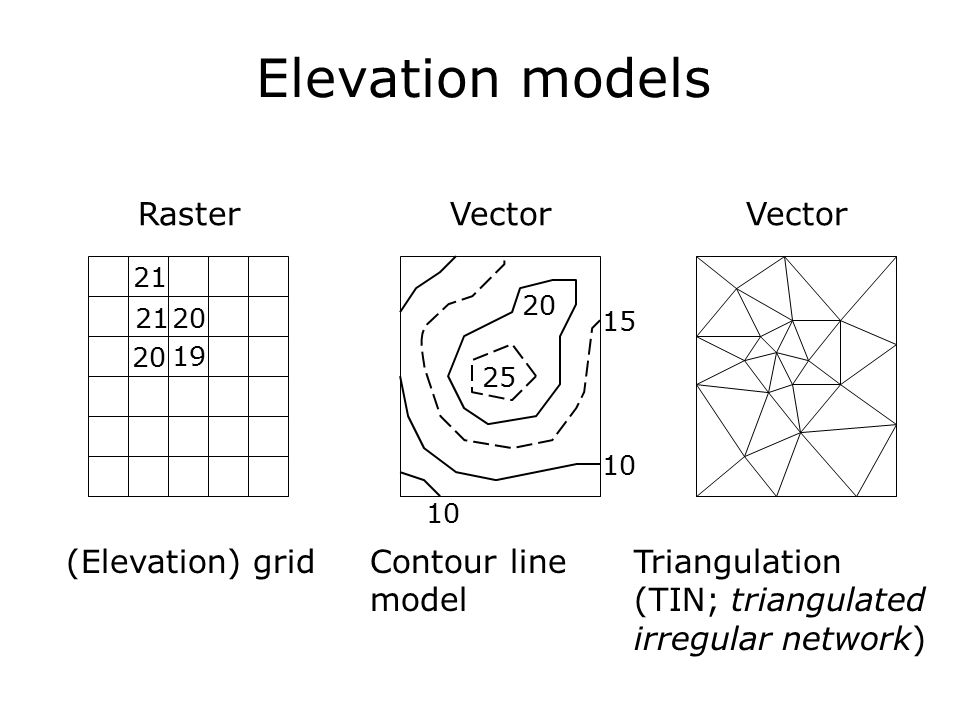 Elevation models
Raster
Vector
Vector
21
21 20
20 19
20
15
25
10
10
(Elevation) grid
Contour line
model
Triangulation
(TIN; triangulated
irregular network)